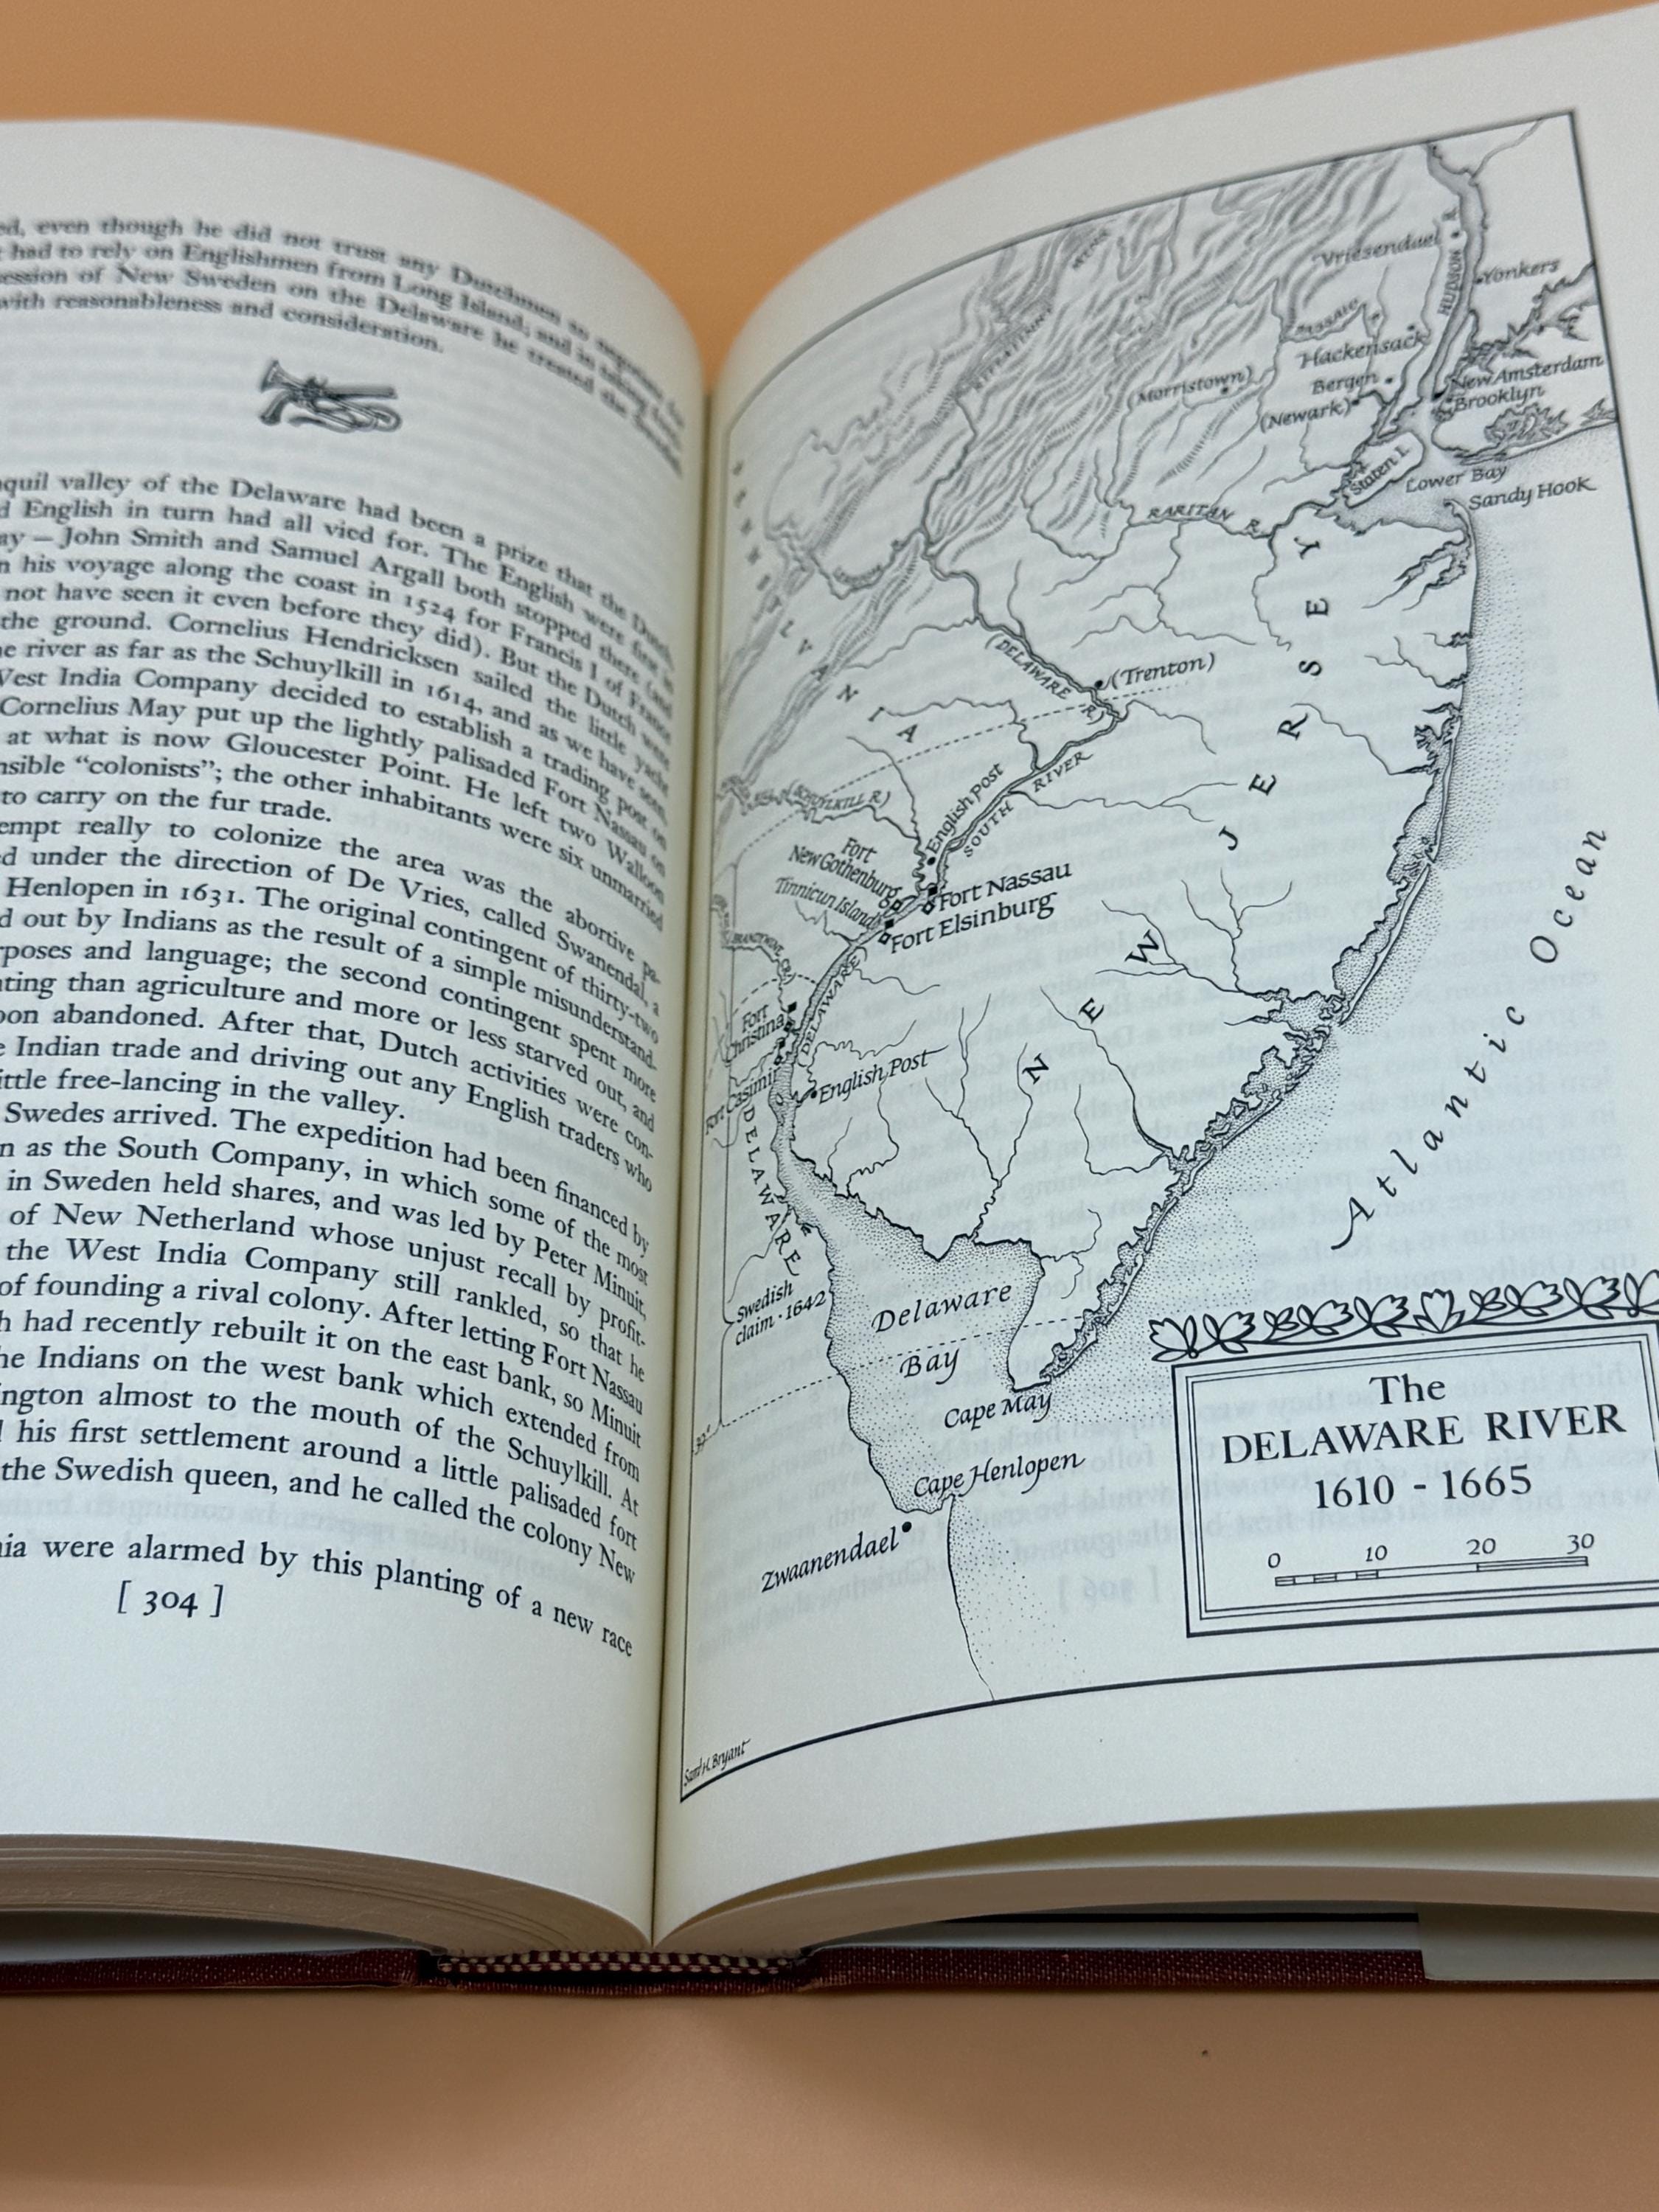 ed, even though he did not trust any Dutchmen to negotiate for
had to rely on Englishmen from Long Island; and in taking
ession of New Sweden on the Delaware he treated the
with reasonableness and consideration.
quil valley of the Delaware had been a prize that the Dutch
d English in turn had all vied for. The English were first in
ay — John Smith and Samuel Argall both stopped there (and
n his voyage along the coast in 1524 for Francis I of France
not have seen it even before they did). But the Dutch were
the ground. Cornelius Hendricksen sailed the little yacht
e river as far as the Schuylkill in 1614, and as we have seen
West India Company decided to establish a trading post on
Cornelius May put up the lightly palisaded Fort Nassau on
at what is now Gloucester Point. He left two Walloon
nsible “colonists”; the other inhabitants were six unmarried
to carry on the fur trade.
empt really to colonize the area was the abortive pa-
ed under the direction of De Vries, called Swanendal, a
Henlopen in 1631. The original contingent of thirty-two
d out by Indians as the result of a simple misunderstand-
rposes and language; the second contingent spent more
ting than agriculture and more or less starved out, and
oon abandoned. After that, Dutch activities were con-
e Indian trade and driving out any English traders who
ittle free-lancing in the valley.
Swedes arrived. The expedition had been financed by
n as the South Company, in which some of the most
in Sweden held shares, and was led by Peter Minuit,
of New Netherland whose unjust recall by profit-
the West India Company still rankled, so that he
of founding a rival colony. After letting Fort Nassau
h had recently rebuilt it on the east bank, so Minuit
he Indians on the west bank which extended from
ington almost to the mouth of the Schuylkill. At
d his first settlement around a little palisaded fort
the Swedish queen, and he called the colony New
nia were alarmed by this planting of a new race
[ 304 ]
Vriesendael
HUDSON R.
Yonkers
PASSAIC
Hackensack
(Morristown)
Bergen
(Newark)
New Amsterdam
Brooklyn
Staten I.
Lower Bay
Sandy Hook
RARITAN R.
PENNSYLVANIA
NEW JERSEY
(DELAWARE R.)
(Trenton)
(SCHUYLKILL R.)
English Post
SOUTH RIVER
Fort
New Gothenburg
Tinnicun Island
Fort Nassau
Fort Elsinburg
BRANDYWINE CR.
DELAWARE
Fort
Christina
Fort Casimir
English Post
DELAWARE
Swedish
claim · 1642
39°
Delaware
Bay
Cape May
Cape Henlopen
Zwaanendael
Atlantic Ocean
The
DELAWARE RIVER
1610 - 1665
0 10 20 30
Sam'l H. Bryant